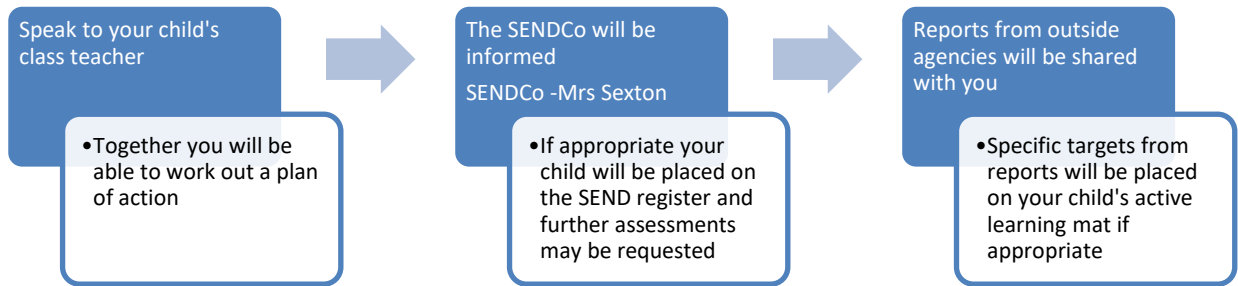 Speak to your child's
class teacher
•Together you will be
able to work out a plan
of action
The SENDCo will be
informed
SENDCo -Mrs Sexton
•If appropriate your
child will be placed on
the SEND register and
further assessments
may be requested
Reports from outside
agencies will be shared
with you
•Specific targets from
reports will be placed
on your child's active
learning mat if
appropriate